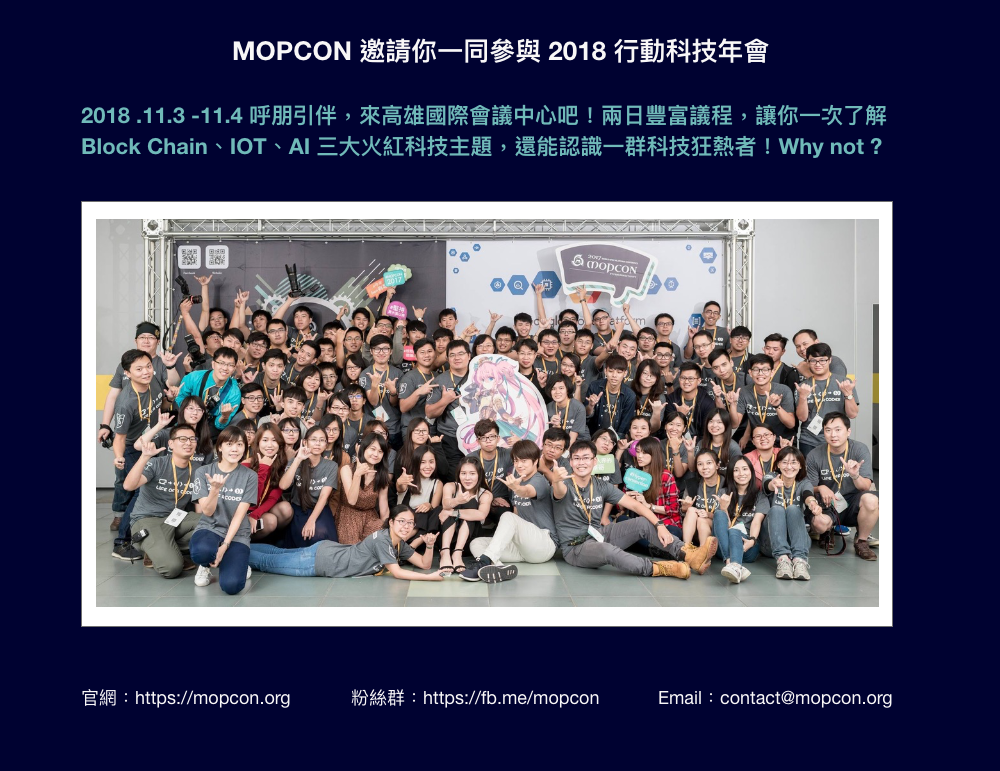 MOPCON 邀請你一同參與 2018 行動科技年會
2018 .11.3 -11.4 呼朋引伴，來高雄國際會議中心吧！兩日豐富議程，讓你一次了解
Block Chain、IOT、AI 三大火紅科技主題，還能認識一群科技狂熱者！Why not ?
2017
MOPCON
官網：https://mopcon.org
粉絲群：https://fb.me/mopcon
Email：contact@mopcon.org